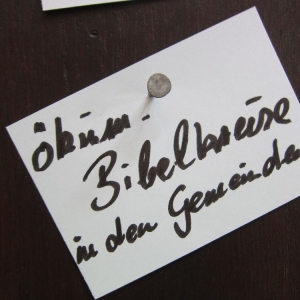 ökum.-
Bibelkreise
in den Gemeinden